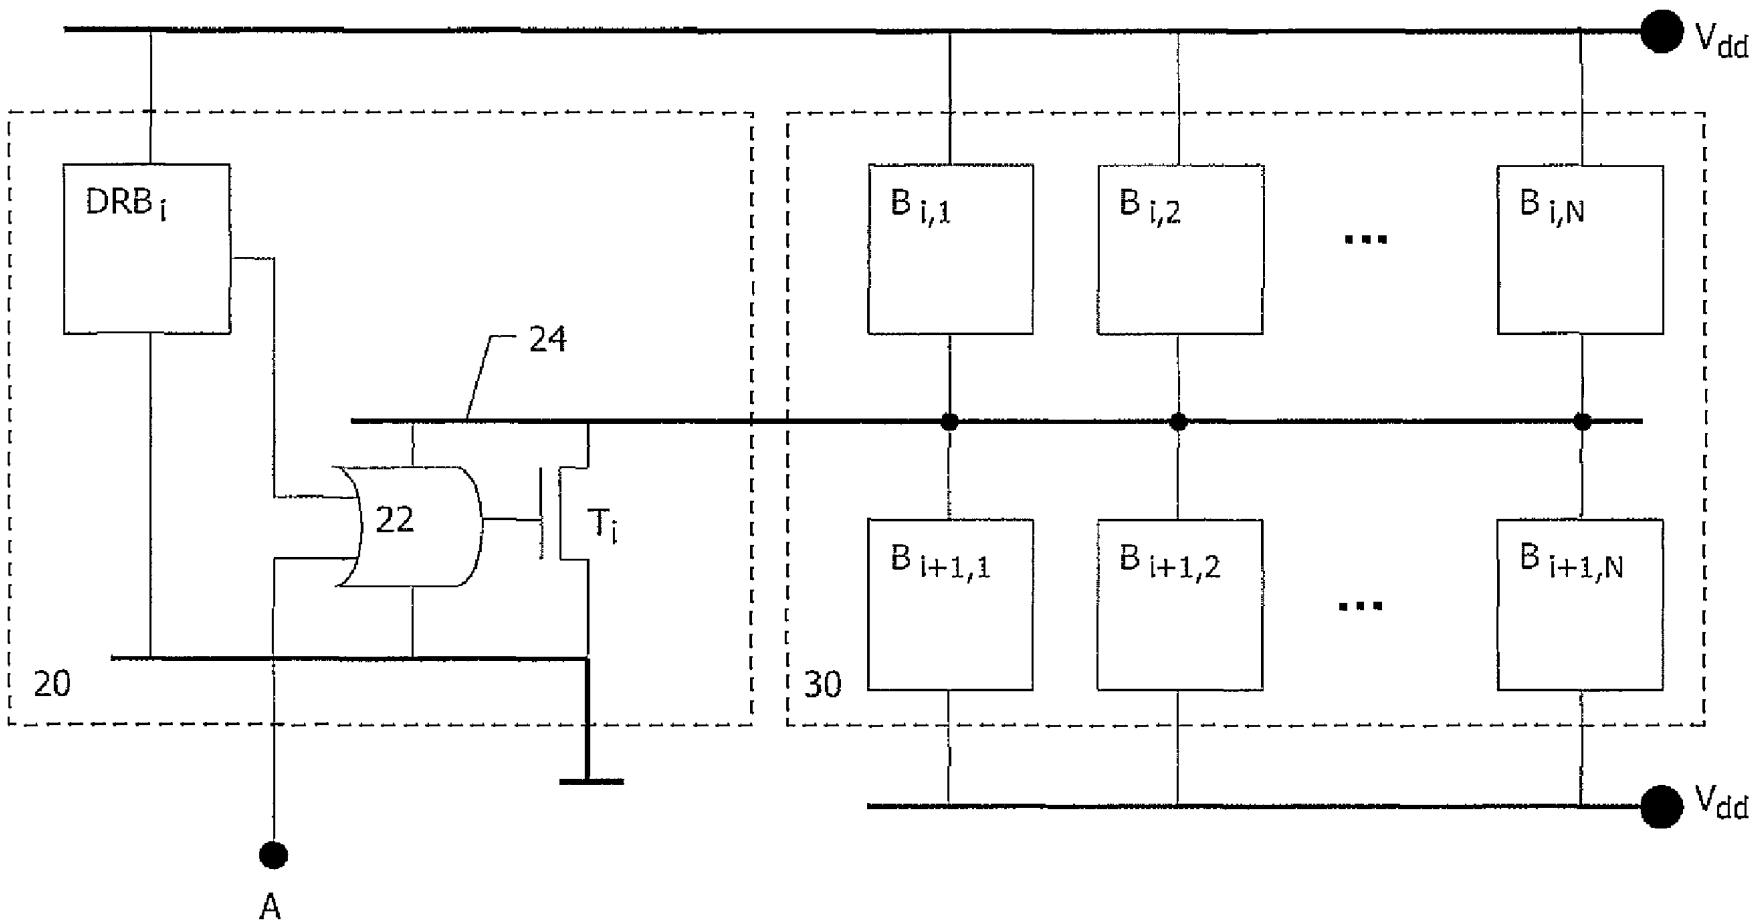 Vdd
DRBi
Bi,1
Bi,2
...
Bi,N
24
22
Ti
Bi+1,1
Bi+1,2
...
Bi+1,N
20
30
Vdd
A